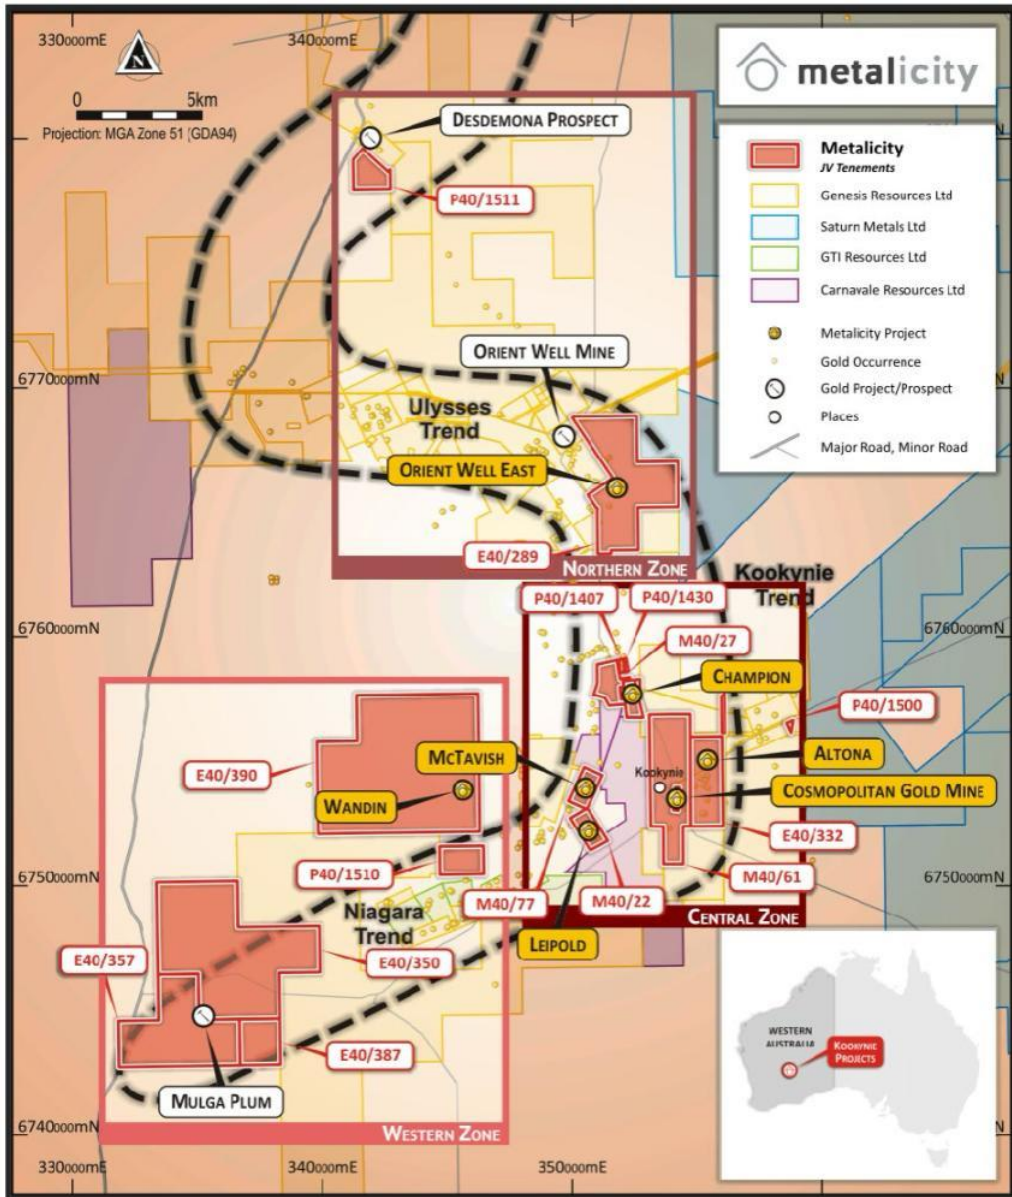 330000mE
340000mE
N
0 5km
Projection: MGA Zone 51 (GDA94)
metalicity
Metalicity
JV Tenements
Genesis Resources Ltd
Saturn Metals Ltd
GTI Resources Ltd
Carnavale Resources Ltd
Metalicity Project
Gold Occurrence
Gold Project/Prospect
Places
Major Road, Minor Road
DESDEMONA PROSPECT
P40/1511
ORIENT WELL MINE
6770000mN
Ulysses
Trend
ORIENT WELL EAST
E40/289
NORTHERN ZONE
Kookynie
Trend
P40/1407
P40/1430
6760000mN
6760000mN
M40/27
CHAMPION
P40/1500
E40/390
MCTAVISH
ALTONA
Kookynie
WANDIN
COSMOPOLITAN GOLD MINE
E40/332
P40/1510
M40/61
6750000mN
6750000mN
M40/77
M40/22
CENTRAL ZONE
Niagara
Trend
LEIPOLD
E40/357
E40/350
E40/387
MULGA PLUM
WESTERN ZONE
WESTERN
AUSTRALIA
KOOKYNIE
PROJECTS
6740000mN
330000mE
340000mE
350000mE